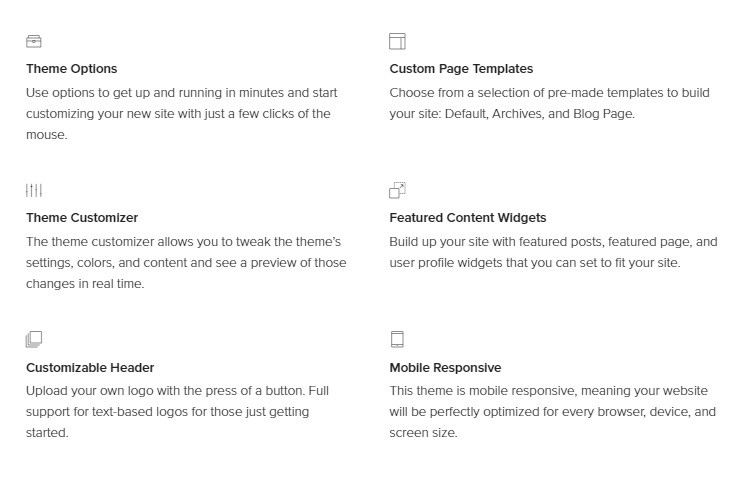 Theme Options
Use options to get up and running in minutes and start
customizing your new site with just a few clicks of the
mouse.
Custom Page Templates
Choose from a selection of pre-made templates to build
your site: Default, Archives, and Blog Page.
Theme Customizer
The theme customizer allows you to tweak the theme's
settings, colors, and content and see a preview of those
changes in real time.
Featured Content Widgets
Build up your site with featured posts, featured page, and
user profile widgets that you can set to fit your site.
Customizable Header
Upload your own logo with the press of a button. Full
support for text-based logos for those just getting
started.
Mobile Responsive
This theme is mobile responsive, meaning your website
will be perfectly optimized for every browser, device, and
screen size.